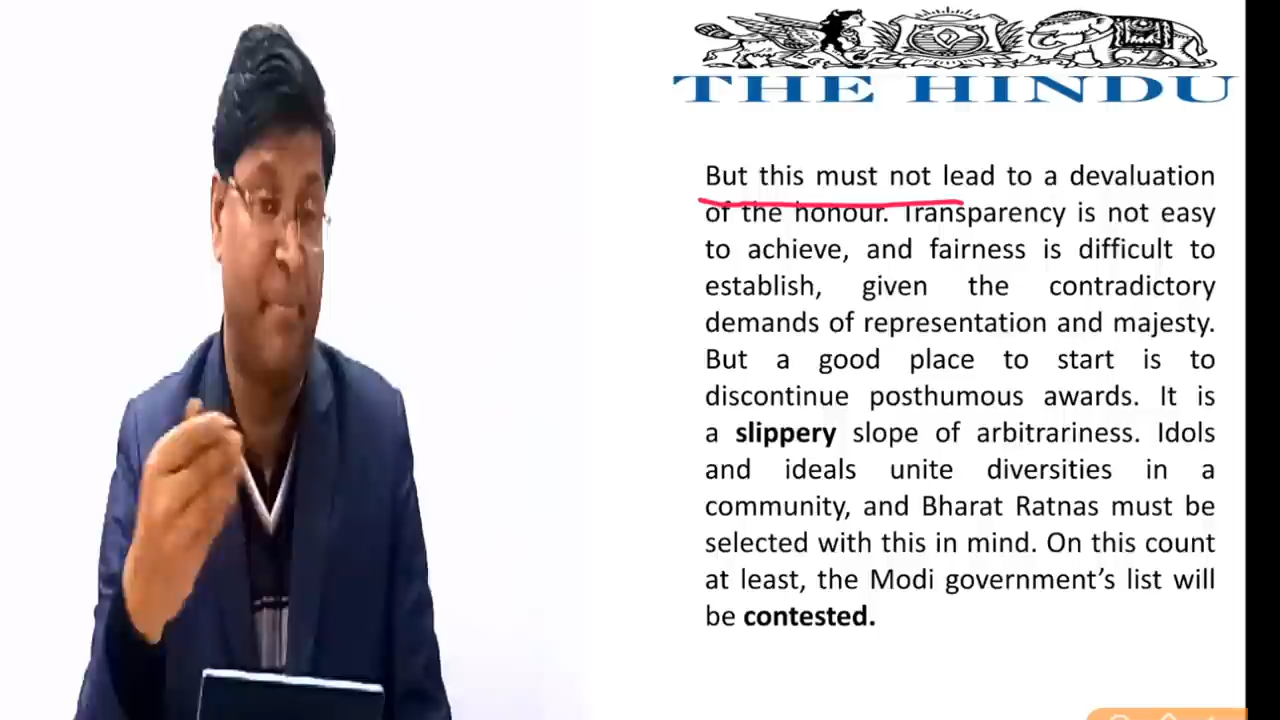 THE HINDU
But this must not lead to a devaluation
of the honour. Transparency is not easy
to achieve, and fairness is difficult to
establish, given the contradictory
demands of representation and majesty.
But a good place to start is to
discontinue posthumous awards. It is
a slippery slope of arbitrariness. Idols
and ideals unite diversities in a
community, and Bharat Ratnas must be
selected with this in mind. On this count
at least, the Modi government’s list will
be contested.